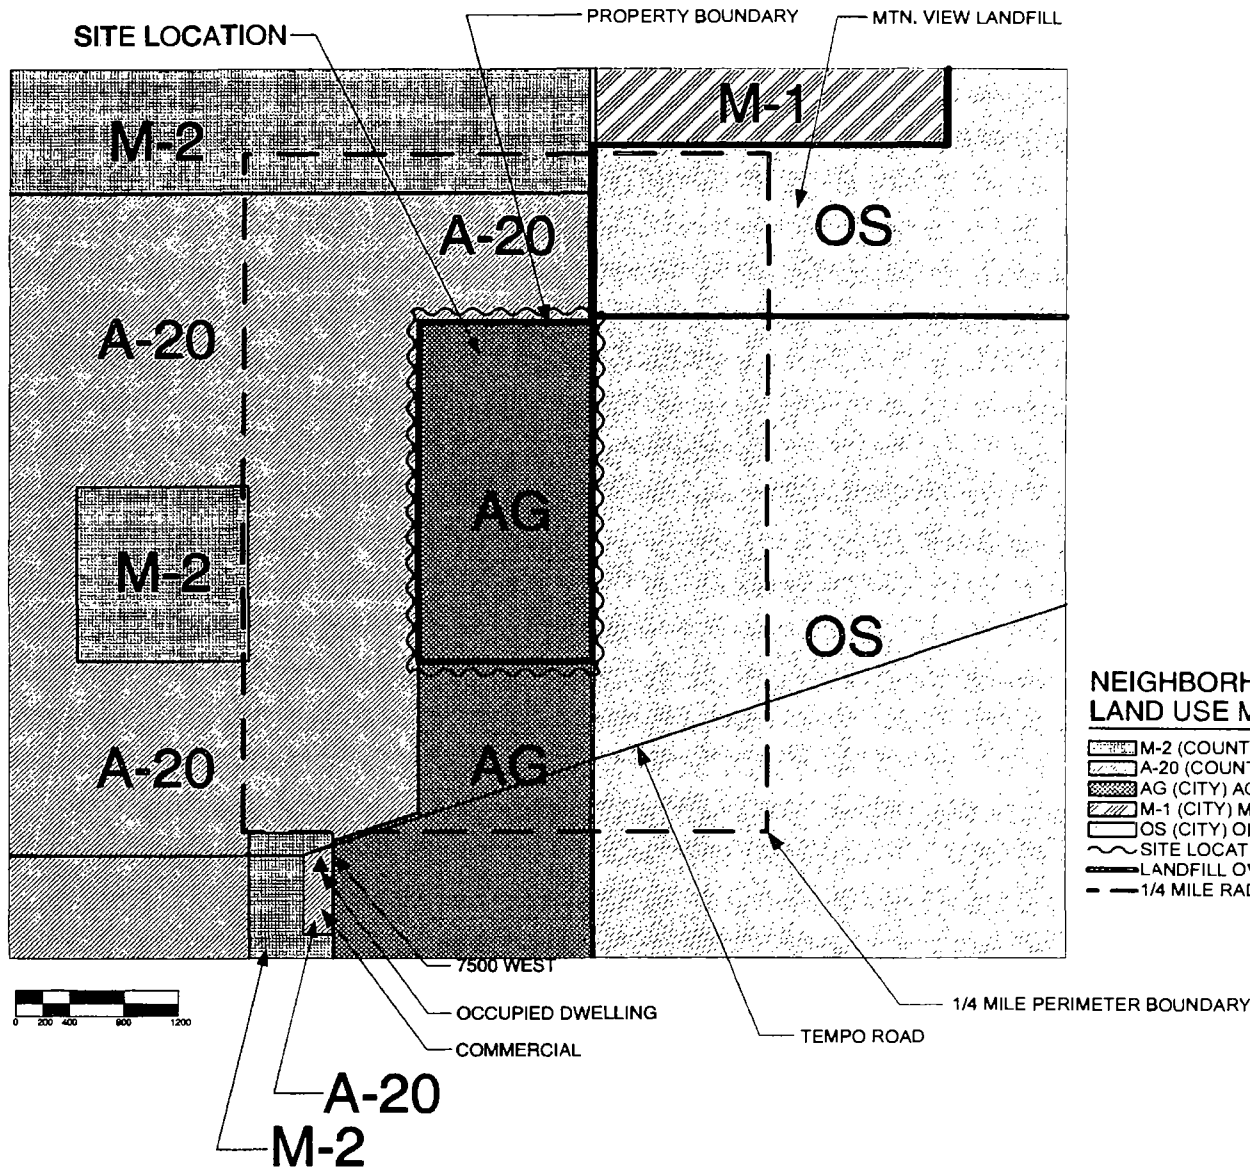 PROPERTY BOUNDARY
MTN. VIEW LANDFILL
SITE LOCATION
M-1
M-2
A-20
OS
A-20
AG
M-2
OS
A-20
AG
NEIGHBORH
LAND USE M
M-2 (COUNT
A-20 (COUNT
AG (CITY) AG
M-1 (CITY) M
OS (CITY) OI
SITE LOCAT
LANDFILL OV
1/4 MILE RAD
7500 WEST
0 200 400 800 1200
OCCUPIED DWELLING
1/4 MILE PERIMETER BOUNDARY
TEMPO ROAD
COMMERCIAL
A-20
M-2